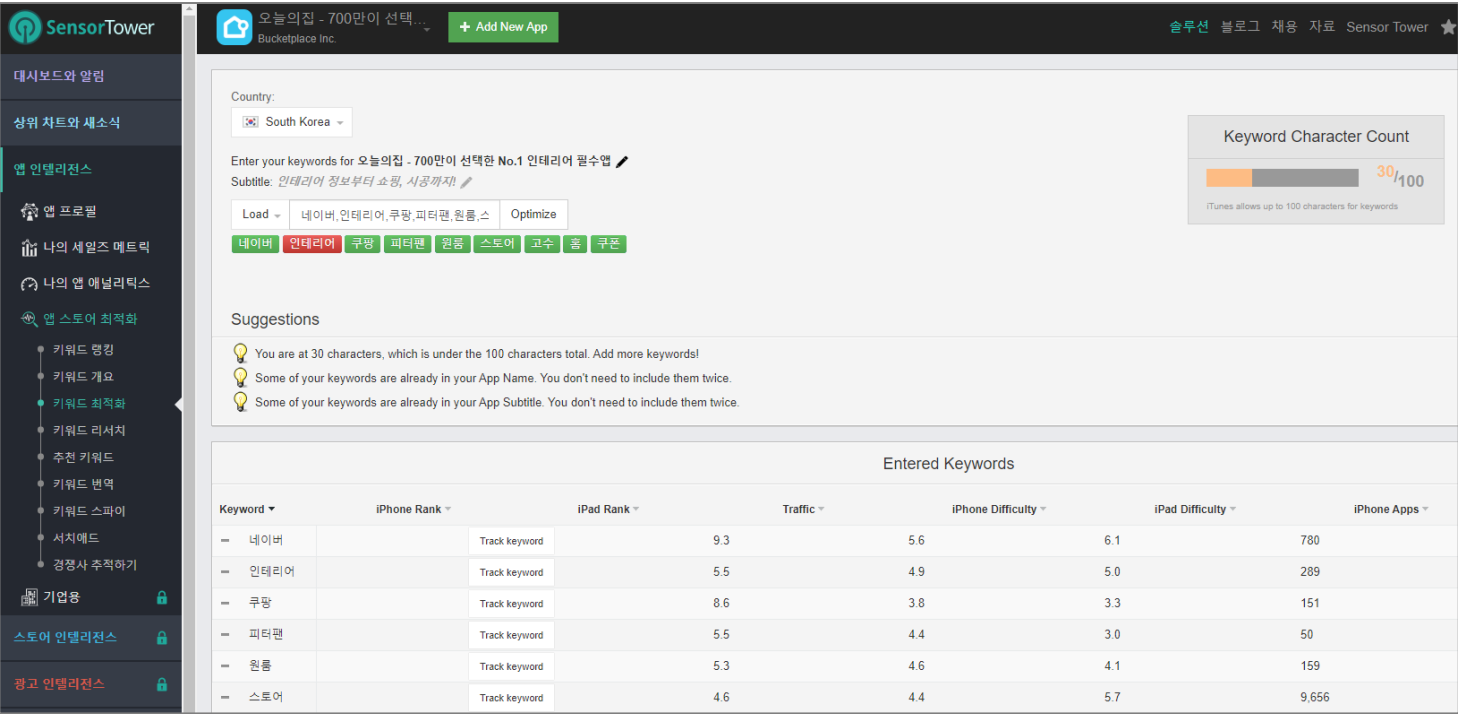 SensorTower
오늘의집 - 700만이 선택...
Bucketplace Inc.
+ Add New App
솔루션 블로그 채용 자료 Sensor Tower
대시보드와 알림
상위 차트와 새소식
앱 인텔리전스
앱 프로필
나의 세일즈 메트릭
나의 앱 애널리틱스
앱 스토어 최적화
키워드 랭킹
키워드 개요
키워드 최적화
키워드 리서치
추천 키워드
키워드 번역
키워드 스파이
서치애드
경쟁사 추적하기
기업용
스토어 인텔리전스
광고 인텔리전스
Country:
South Korea
Enter your keywords for 오늘의집 - 700만이 선택한 No.1 인테리어 필수앱
Subtitle: 인테리어 정보부터 쇼핑, 시공까지!
Load 네이버,인테리어,쿠팡,피터팬,원룸,스 Optimize
네이버 인테리어 쿠팡 피터팬 원룸 스토어 고수 홈 쿠폰
Keyword Character Count
30/100
iTunes allows up to 100 characters for keywords
Suggestions
You are at 30 characters, which is under the 100 characters total. Add more keywords!
Some of your keywords are already in your App Name. You don't need to include them twice.
Some of your keywords are already in your App Subtitle. You don't need to include them twice.
Entered Keywords
Keyword iPhone Rank iPad Rank Traffic iPhone Difficulty iPad Difficulty iPhone Apps
네이버 Track keyword 9.3 5.6 6.1 780
인테리어 Track keyword 5.5 4.9 5.0 289
쿠팡 Track keyword 8.6 3.8 3.3 151
피터팬 Track keyword 5.5 4.4 3.0 50
원룸 Track keyword 5.3 4.6 4.1 159
스토어 Track keyword 4.6 4.4 5.7 9,656